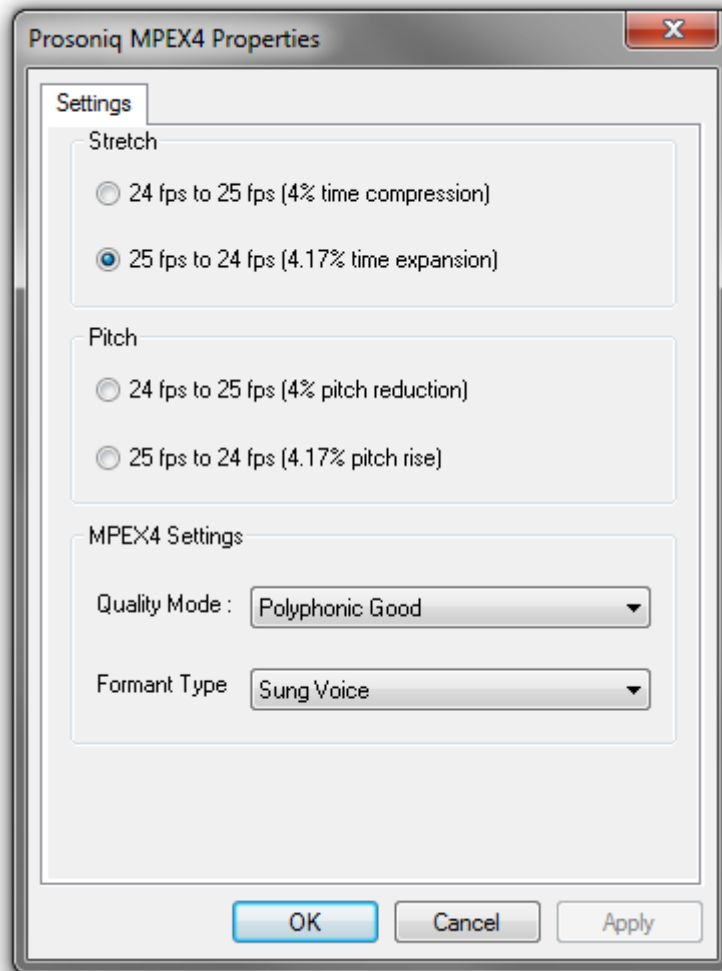 Prosoniq MPEX4 Properties
Settings
Stretch
24 fps to 25 fps (4% time compression)
25 fps to 24 fps (4.17% time expansion)
Pitch
24 fps to 25 fps (4% pitch reduction)
25 fps to 24 fps (4.17% pitch rise)
MPEX4 Settings
Quality Mode : Polyphonic Good
Formant Type Sung Voice
OK Cancel Apply